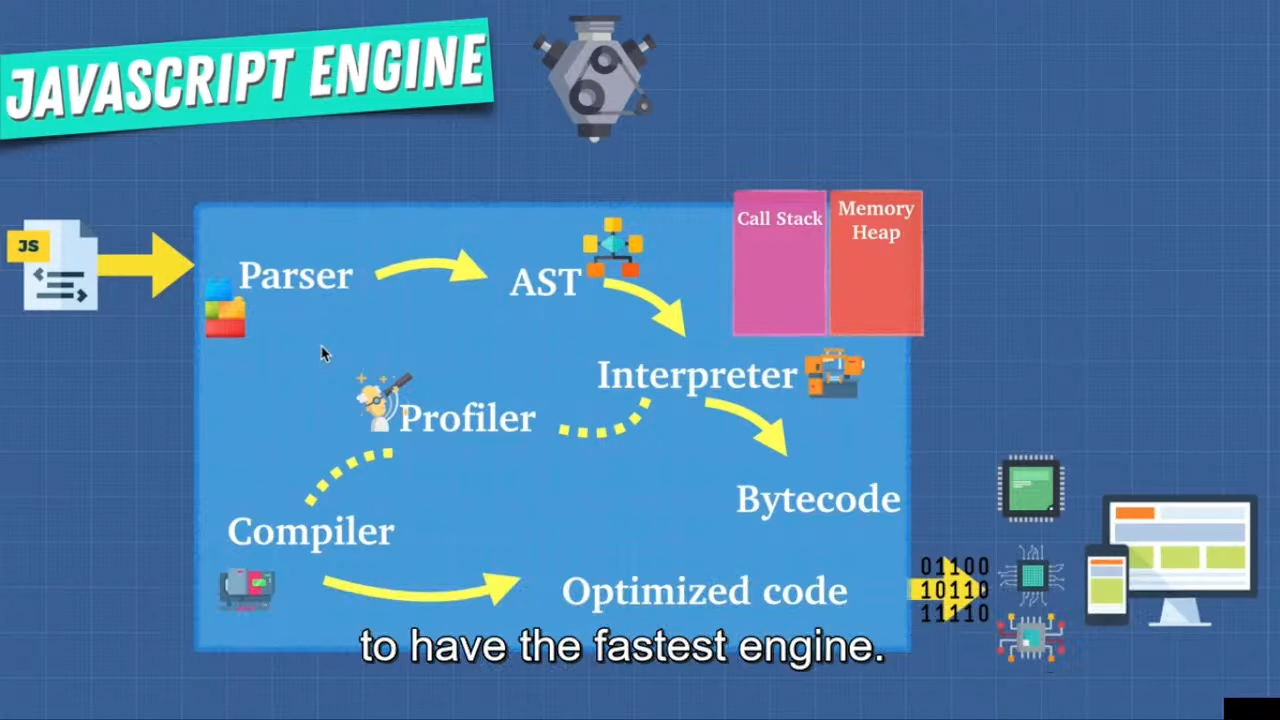 JAVASCRIPT ENGINE
JS
Parser
AST
Call Stack
Memory
Heap
Interpreter
Profiler
Bytecode
Compiler
Optimized code
01100
10110
11110
to have the fastest engine.